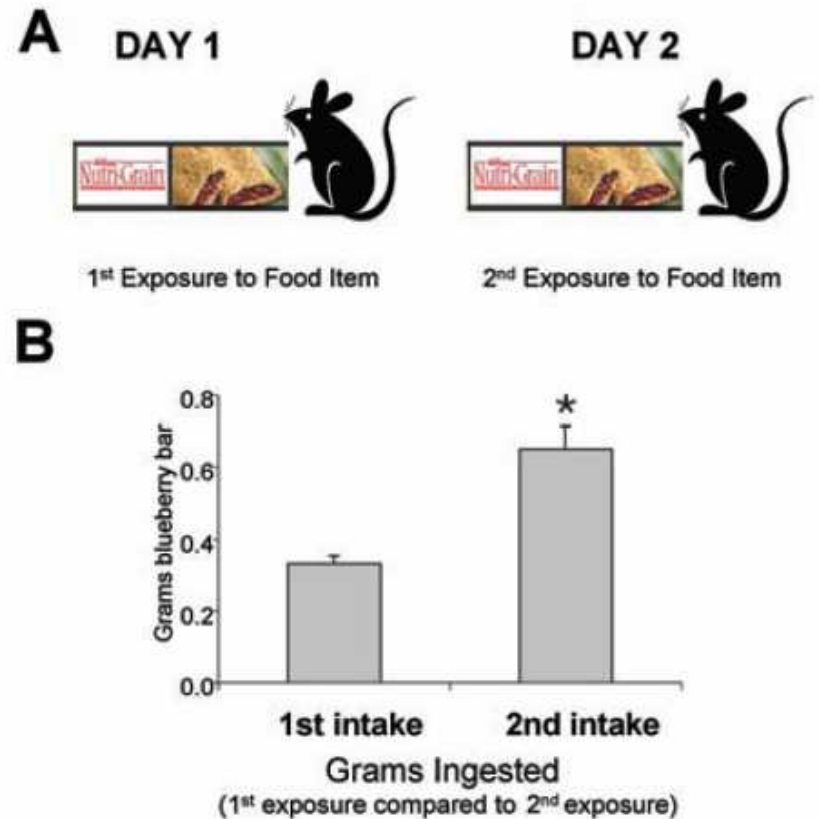 A
DAY 1
DAY 2
Nutri-Grain
Nutri-Grain
1st Exposure to Food Item
2nd Exposure to Food Item
B
Grams blueberry bar
0.8
0.6
0.4
0.2
0.0
*
1st intake
2nd intake
Grams Ingested
(1st exposure compared to 2nd exposure)